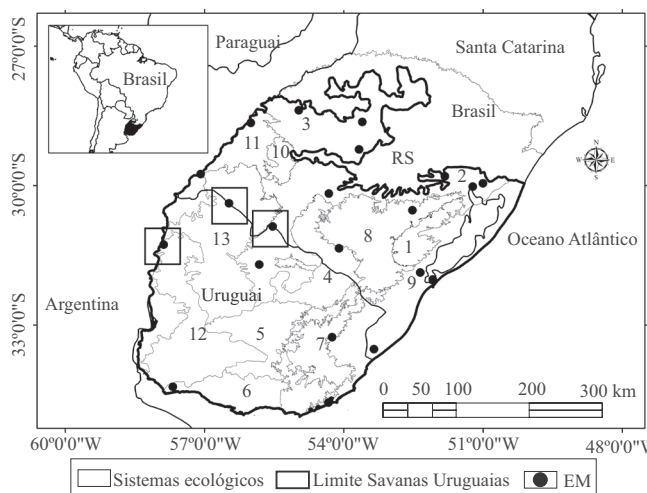 27°0'0"S
30°0'0"S
33°0'0"S
Brasil
Paraguai
Santa Catarina
Brasil
RS
Oceano Atlântico
Argentina
Uruguai
3
11
10
2
13
8
1
4
9
12
5
7
6
N
0 50 100 200 300 km
60°0'0"W 57°0'0"W 54°0'0"W 51°0'0"W 48°0'0"W
Sistemas ecológicos Limite Savanas Uruguaias EM